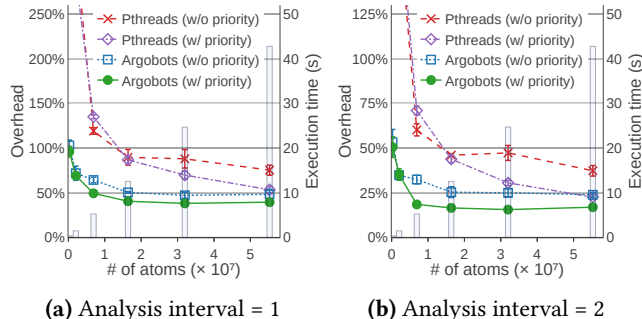 250%
200%
150%
100%
50%
0%
Overhead
Pthreads (w/o priority)
Pthreads (w/ priority)
Argobots (w/o priority)
Argobots (w/ priority)
50
40
30
20
10
0
Execution time (s)
0 1 2 3 4 5
# of atoms (× 10⁷)
(a) Analysis interval = 1
125%
100%
75%
50%
25%
0%
Overhead
Pthreads (w/o priority)
Pthreads (w/ priority)
Argobots (w/o priority)
Argobots (w/ priority)
50
40
30
20
10
0
Execution time (s)
0 1 2 3 4 5
# of atoms (× 10⁷)
(b) Analysis interval = 2